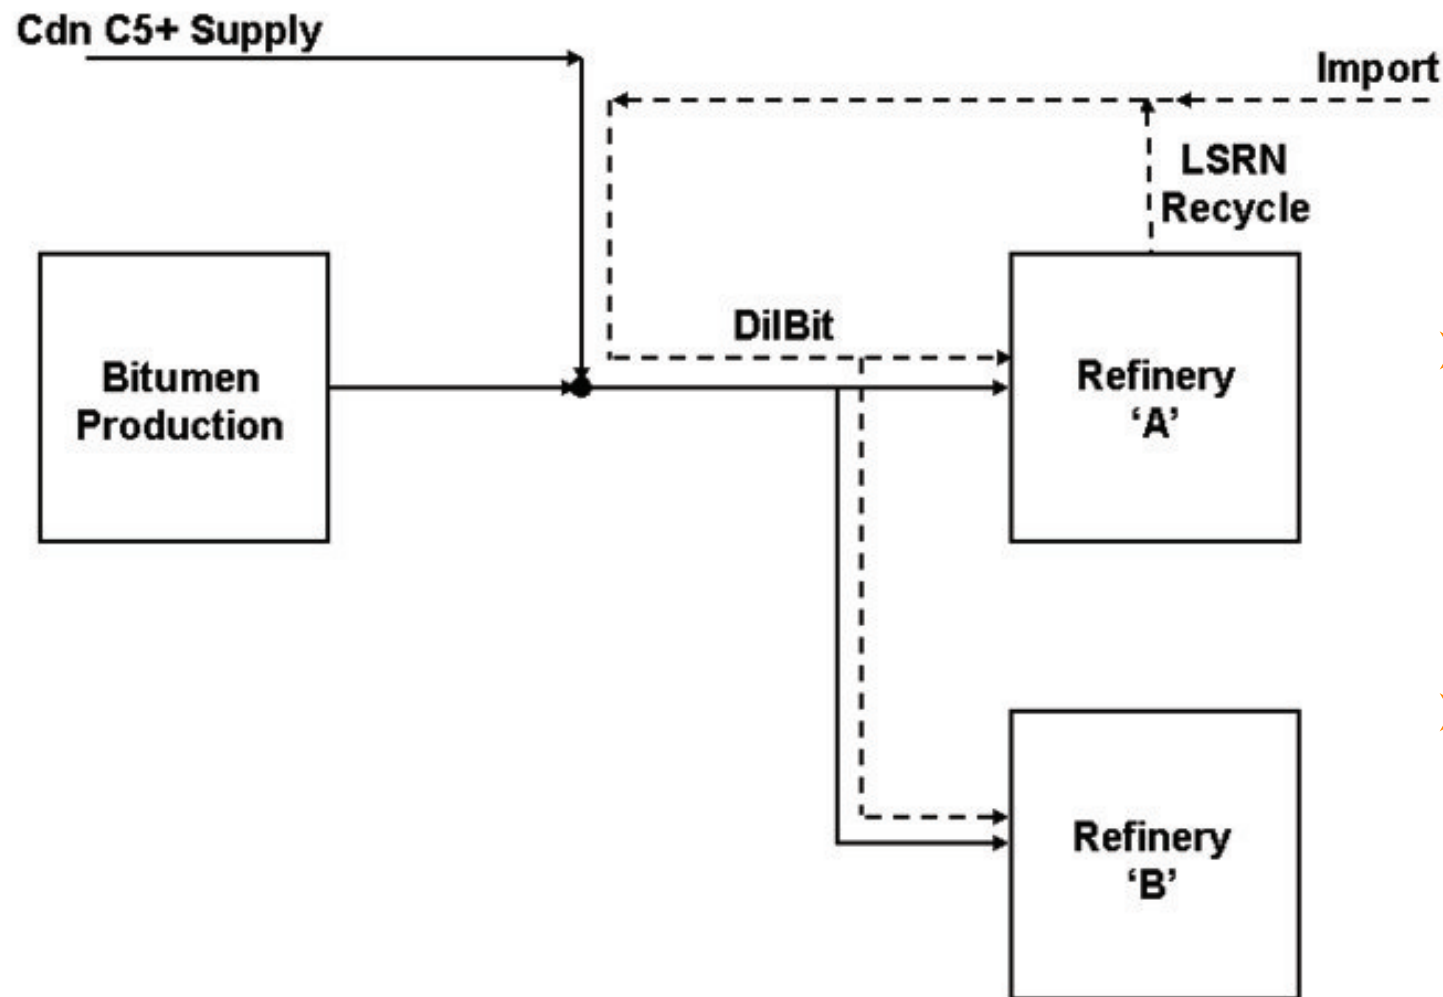 Cdn C5+ Supply
Import
LSRN
Recycle
DilBit
Bitumen
Production
Refinery
‘A’
Refinery
‘B’